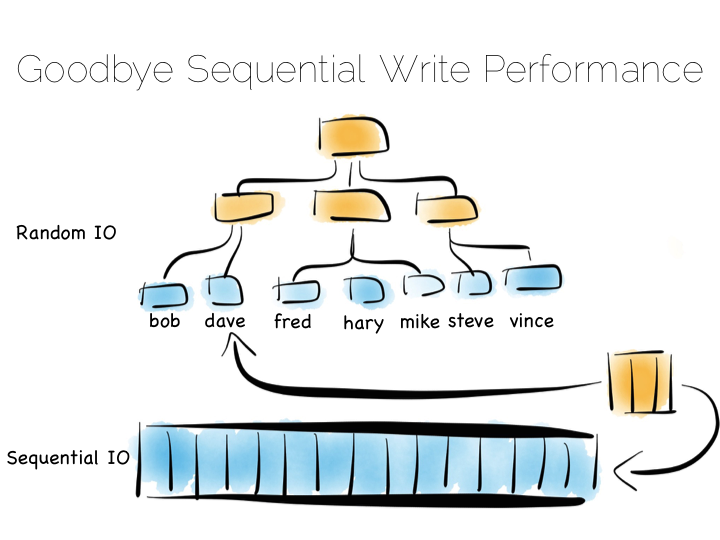 Goodbye Sequential Write Performance
Random IO
bob dave fred hary mike steve vince
Sequential IO